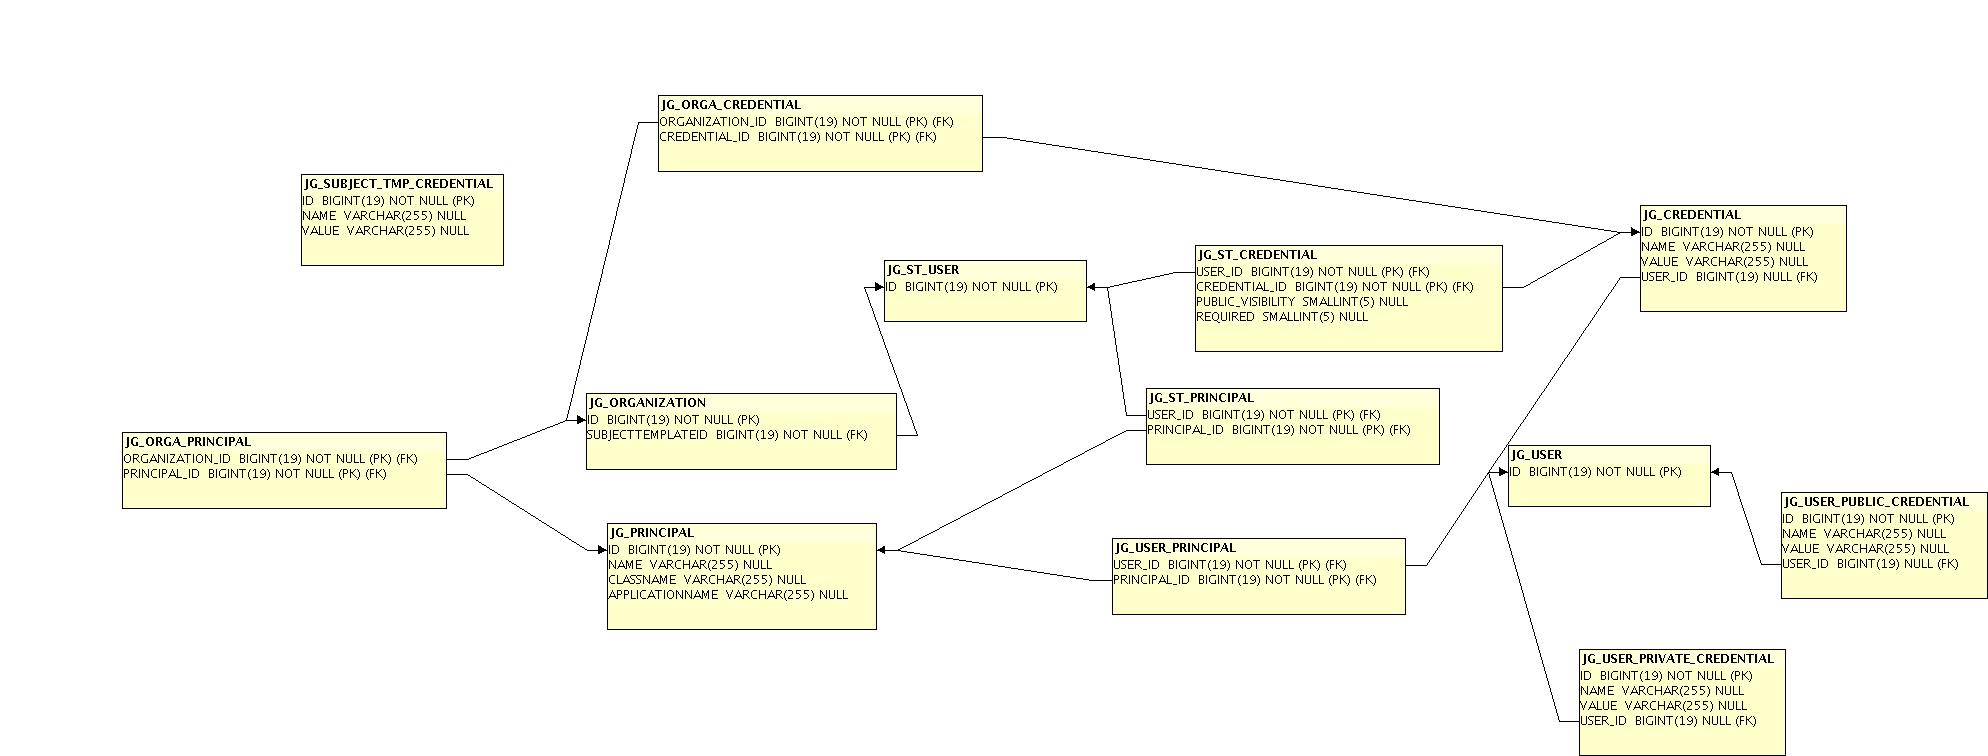 JG_ORGA_CREDENTIAL
ORGANIZATION_ID BIGINT(19) NOT NULL (PK) (FK)
CREDENTIAL_ID BIGINT(19) NOT NULL (PK) (FK)
JG_SUBJECT_TMP_CREDENTIAL
ID BIGINT(19) NOT NULL (PK)
NAME VARCHAR(255) NULL
VALUE VARCHAR(255) NULL
JG_CREDENTIAL
ID BIGINT(19) NOT NULL (PK)
NAME VARCHAR(255) NULL
VALUE VARCHAR(255) NULL
USER_ID BIGINT(19) NULL (FK)
JG_ST_CREDENTIAL
USER_ID BIGINT(19) NOT NULL (PK) (FK)
CREDENTIAL_ID BIGINT(19) NOT NULL (PK) (FK)
PUBLIC_VISIBILITY SMALLINT(5) NULL
REQUIRED SMALLINT(5) NULL
JG_ST_USER
ID BIGINT(19) NOT NULL (PK)
JG_ST_PRINCIPAL
USER_ID BIGINT(19) NOT NULL (PK) (FK)
PRINCIPAL_ID BIGINT(19) NOT NULL (PK) (FK)
JG_ORGANIZATION
ID BIGINT(19) NOT NULL (PK)
SUBJECTTEMPLATEID BIGINT(19) NOT NULL (FK)
JG_ORGA_PRINCIPAL
ORGANIZATION_ID BIGINT(19) NOT NULL (PK) (FK)
PRINCIPAL_ID BIGINT(19) NOT NULL (PK) (FK)
JG_USER
ID BIGINT(19) NOT NULL (PK)
JG_USER_PUBLIC_CREDENTIAL
ID BIGINT(19) NOT NULL (PK)
NAME VARCHAR(255) NULL
VALUE VARCHAR(255) NULL
USER_ID BIGINT(19) NULL (FK)
JG_PRINCIPAL
ID BIGINT(19) NOT NULL (PK)
NAME VARCHAR(255) NULL
CLASSNAME VARCHAR(255) NULL
APPLICATIONNAME VARCHAR(255) NULL
JG_USER_PRINCIPAL
USER_ID BIGINT(19) NOT NULL (PK) (FK)
PRINCIPAL_ID BIGINT(19) NOT NULL (PK) (FK)
JG_USER_PRIVATE_CREDENTIAL
ID BIGINT(19) NOT NULL (PK)
NAME VARCHAR(255) NULL
VALUE VARCHAR(255) NULL
USER_ID BIGINT(19) NULL (FK)